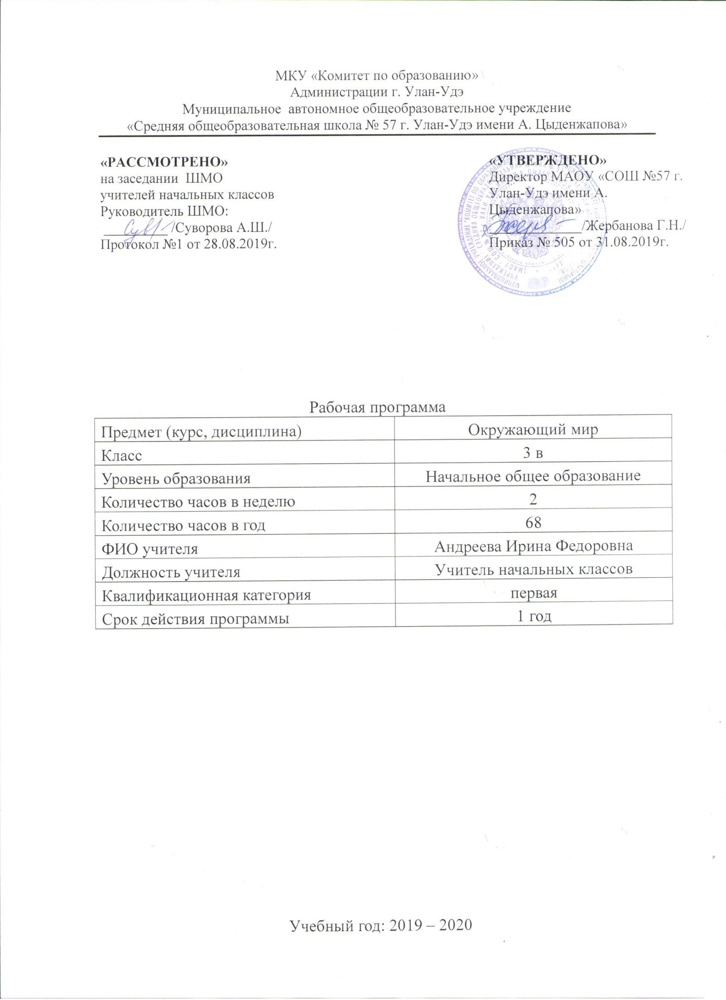 МКУ «Комитет по образованию»
Администрации г. Улан-Удэ
Муниципальное автономное общеобразовательное учреждение
«Средняя общеобразовательная школа № 57 г. Улан-Удэ имени А. Цыденжапова»
«РАССМОТРЕНО»
на заседании ШМО
учителей начальных классов
Руководитель ШМО:
/Суворова А.Ш./
Протокол №1 от 28.08.2019г.
«УТВЕРЖДЕНО»
Директор МАОУ «СОШ №57 г.
Улан-Удэ имени А.
Цыденжапова»
/Жербанова Г.Н./
Приказ № 505 от 31.08.2019г.
Рабочая программа
Предмет (курс, дисциплина) Окружающий мир
Класс 3 в
Уровень образования Начальное общее образование
Количество часов в неделю 2
Количество часов в год 68
ФИО учителя Андреева Ирина Федоровна
Должность учителя Учитель начальных классов
Квалификационная категория первая
Срок действия программы 1 год
Учебный год: 2019 – 2020